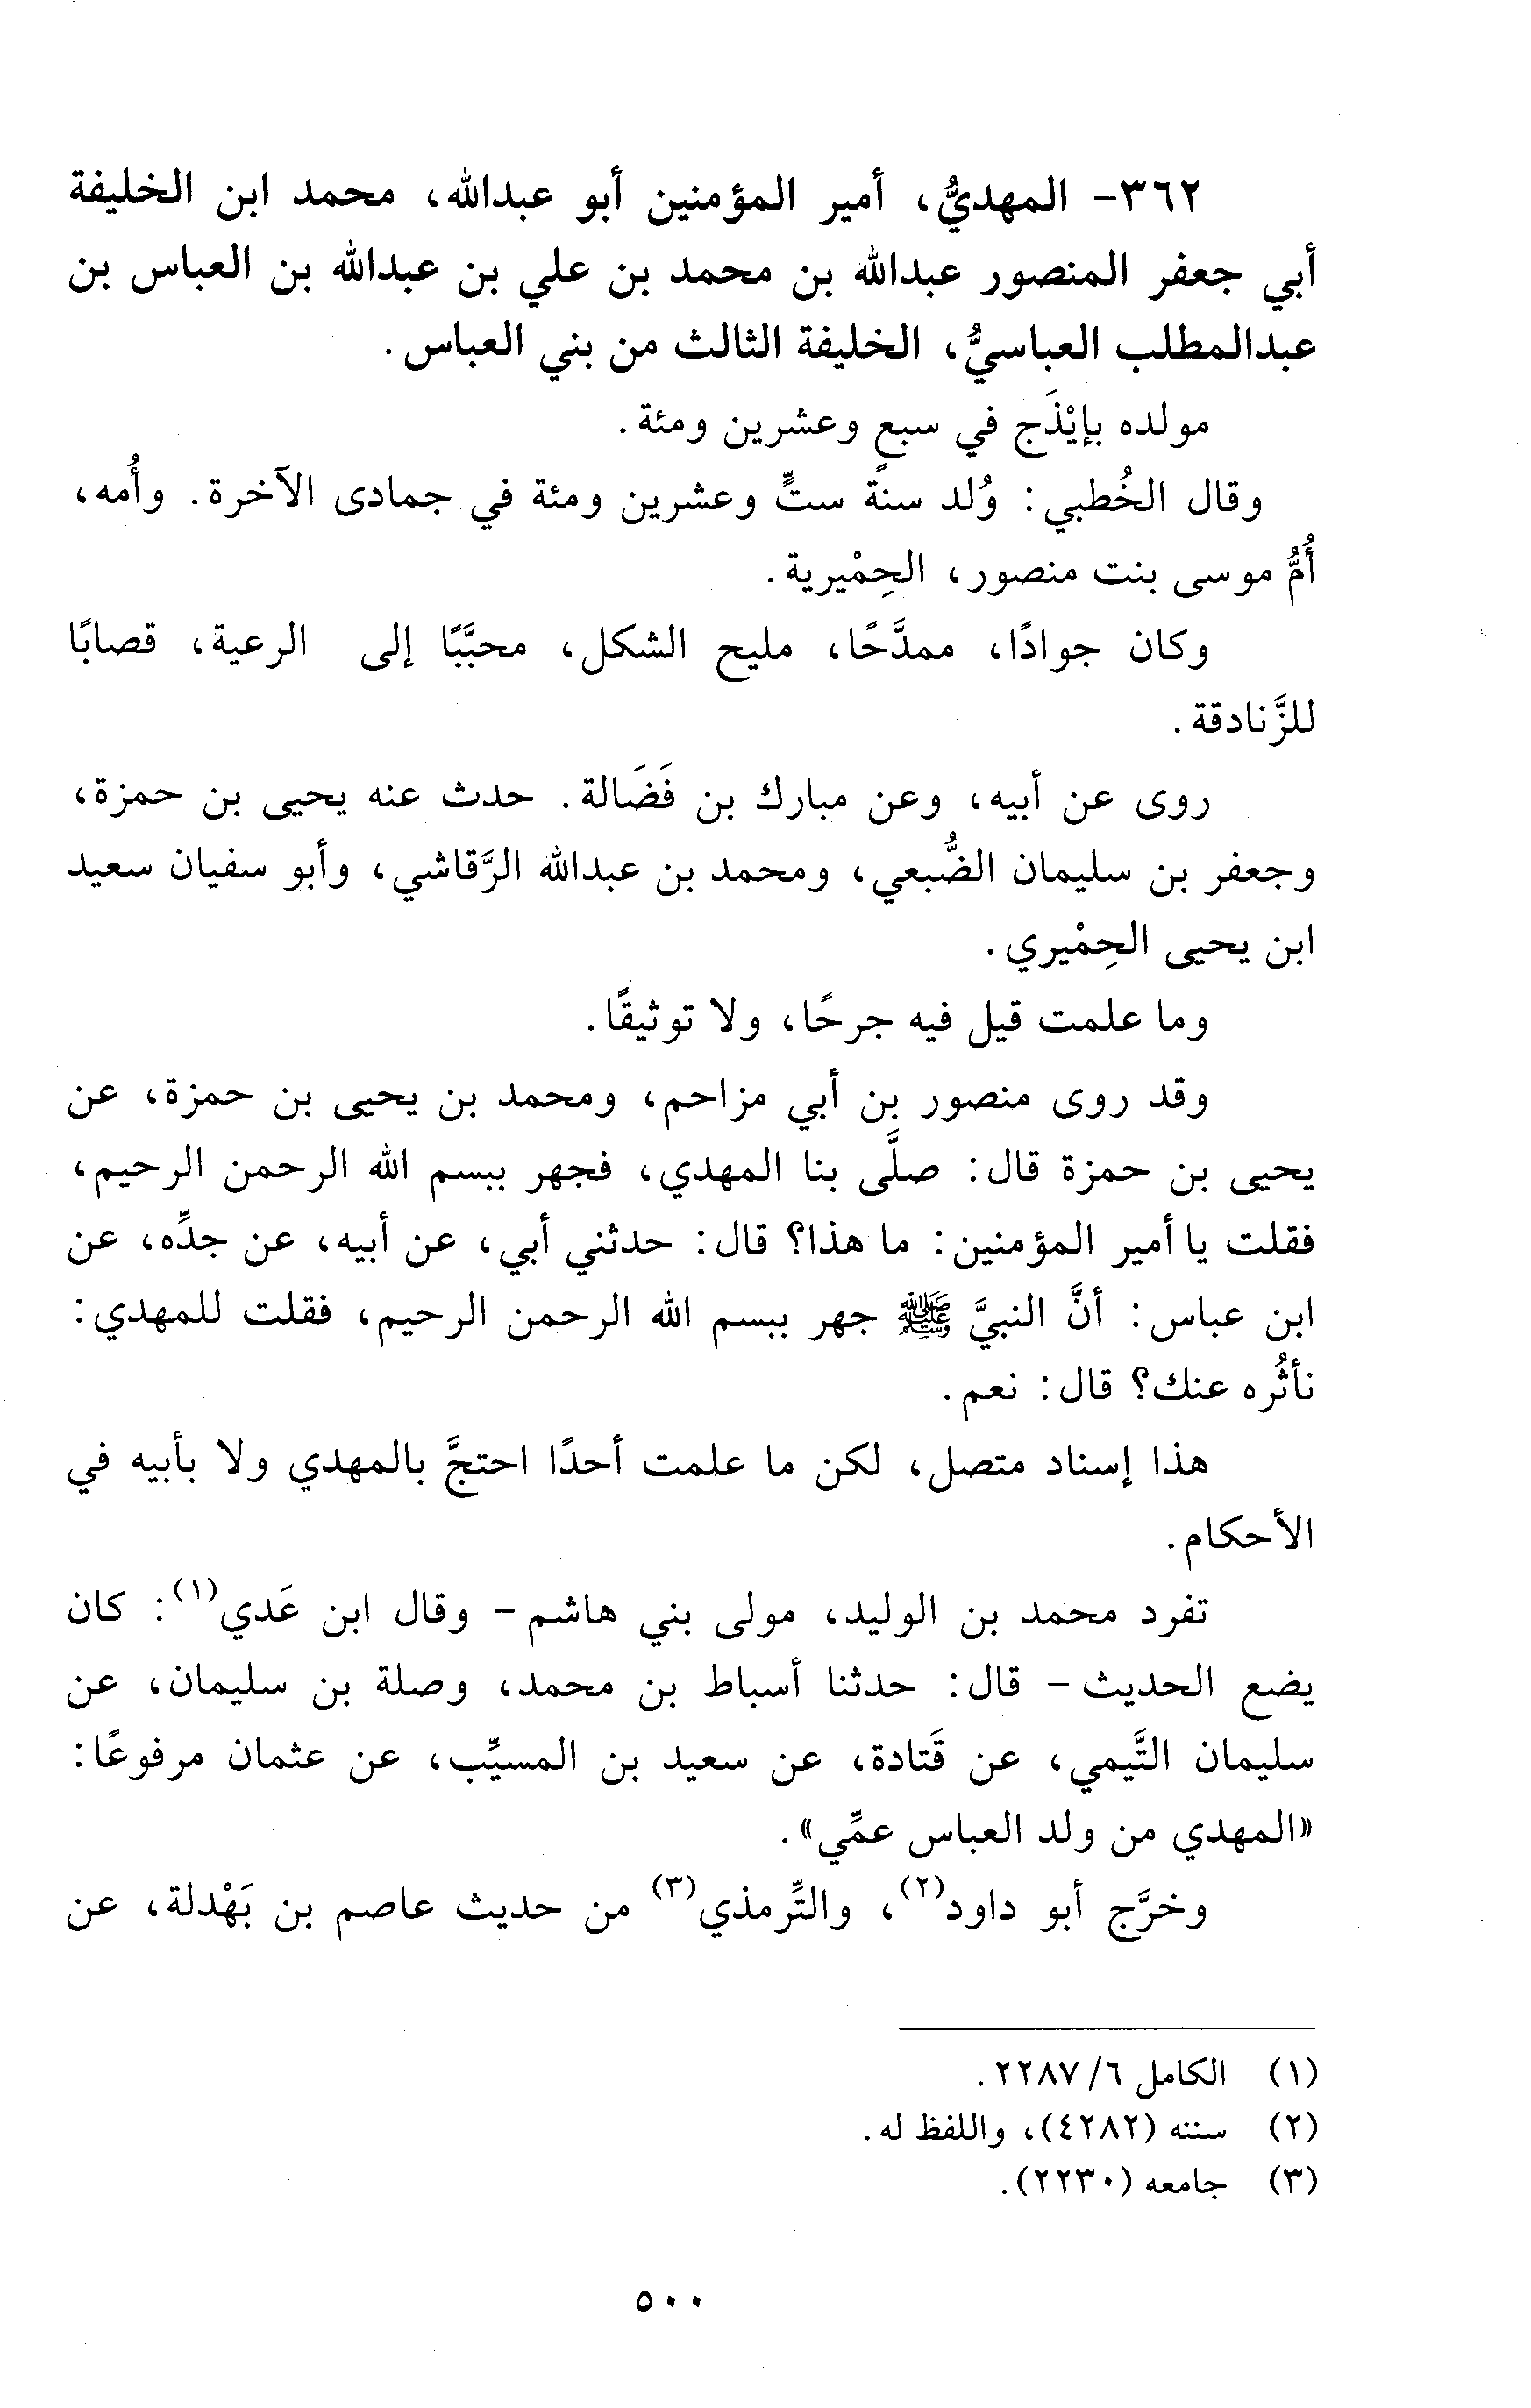 ٣٦٢- المهديُّ، أمير المؤمنين أبو عبدالله، محمد ابن الخليفة
أبي جعفر المنصور عبدالله بن محمد بن علي بن عبدالله بن العباس بن
عبدالمطلب العباسيُّ، الخليفة الثالث من بني العباس.
مولده بإيْذَج في سبعٍ وعشرين ومئة.
وقال الخُطبي: وُلد سنةَ ستٍّ وعشرين ومئة في جمادى الآخرة. وأُمه،
أُمُّ موسى بنت منصور، الحِمْيرية.
وكان جوادًا، ممدَّحًا، مليح الشكل، محبَّبًا إلى الرعية، قصابًا
للزَّنادقة.
روى عن أبيه، وعن مبارك بن فَضَالة. حدث عنه يحيى بن حمزة،
وجعفر بن سليمان الضُّبعي، ومحمد بن عبدالله الرَّقاشي، وأبو سفيان سعيد
ابن يحيى الحِمْيري.
وما علمت قيل فيه جرحًا، ولا توثيقًا.
وقد روى منصور بن أبي مزاحم، ومحمد بن يحيى بن حمزة، عن
يحيى بن حمزة قال: صلَّى بنا المهدي، فجهر ببسم الله الرحمن الرحيم،
فقلت يا أمير المؤمنين: ما هذا؟ قال: حدثني أبي، عن أبيه، عن جدِّه، عن
ابن عباس: أنَّ النبيَّ ﷺ جهر ببسم الله الرحمن الرحيم، فقلت للمهدي:
نأثُره عنك؟ قال: نعم.
هذا إسناد متصل، لكن ما علمت أحدًا احتجَّ بالمهدي ولا بأبيه في
الأحكام.
تفرد محمد بن الوليد، مولى بني هاشم- وقال ابن عَدي(١): كان
يضع الحديث- قال: حدثنا أسباط بن محمد، وصلة بن سليمان، عن
سليمان التَّيمي، عن قَتادة، عن سعيد بن المسيِّب، عن عثمان مرفوعًا:
«المهدي من ولد العباس عمِّي».
وخرَّج أبو داود(٢)، والتِّرمذي(٣) من حديث عاصم بن بَهْدلة، عن
(١) الكامل ٦/ ٢٢٨٧.
(٢) سننه (٤٢٨٢)، واللفظ له.
(٣) جامعه (٢٢٣٠).
٥٠٠